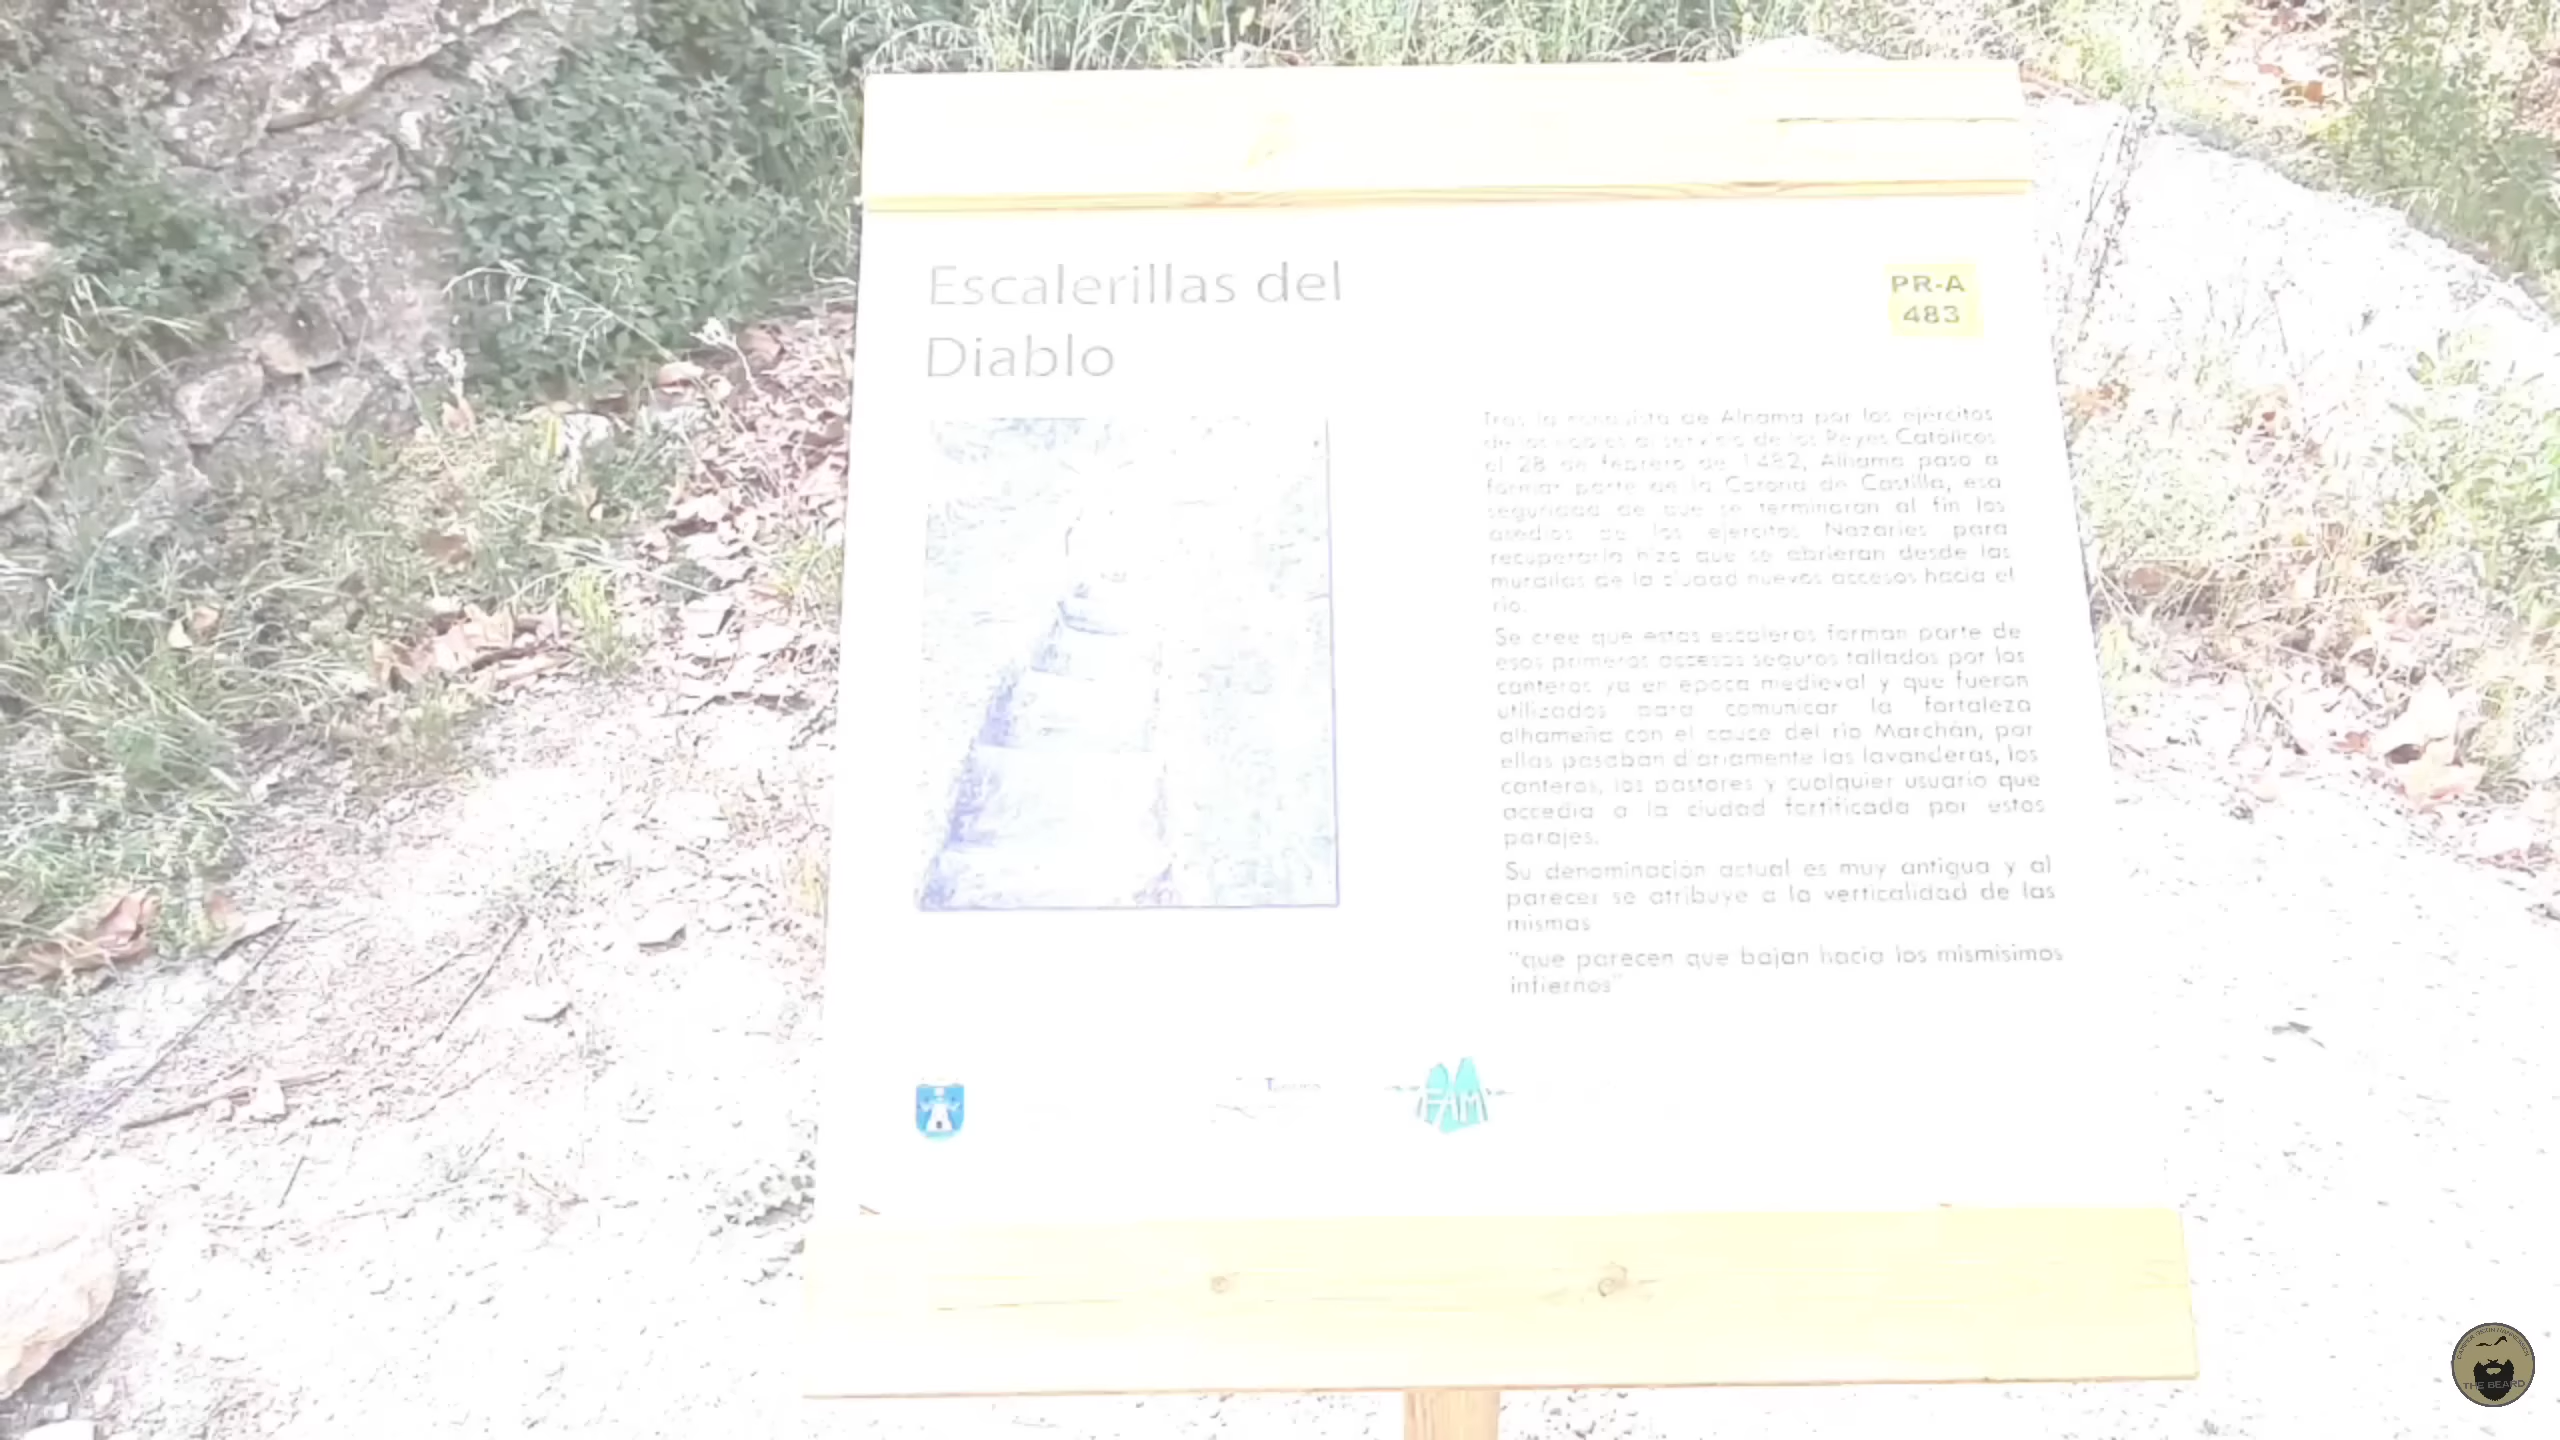 Escalerillas del
Diablo
PR-A
483
Tras la conquista de Alhama por los ejércitos
de los nobles al servicio de los Reyes Católicos
el 28 de febrero de 1482, Alhama paso a
formar parte de la Corona de Castilla, esa
seguridad de que se terminaran al fin los
asedios de los ejércitos Nazaríes para
recuperarla hizo que se abrieran desde las
murallas de la ciudad nuevos accesos hacia el
río.
Se cree que estas escaleras forman parte de
esos primeros accesos seguros tallados por los
canteros ya en época medieval y que fueron
utilizados para comunicar la fortaleza
alhameña con el cauce del río Marchán, por
ellas pasaban diariamente las lavanderas, los
canteros, los pastores y cualquier usuario que
accedía a la ciudad fortificada por estos
parajes.
Su denominación actual es muy antigua y al
parecer se atribuye a la verticalidad de las
mismas
"que parecen que bajan hacia los mismísimos
infiernos"
FAM
THE BEARD